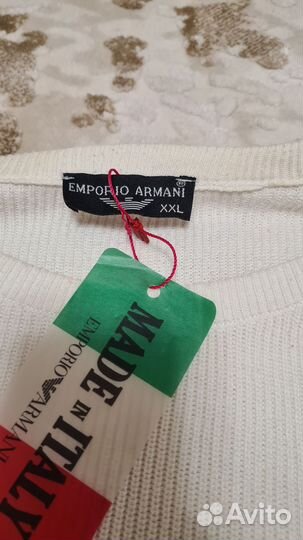 EMPORIO ARMANI®
XXL
MADE IN ITALY
EMPORIO ARMANI
Avito